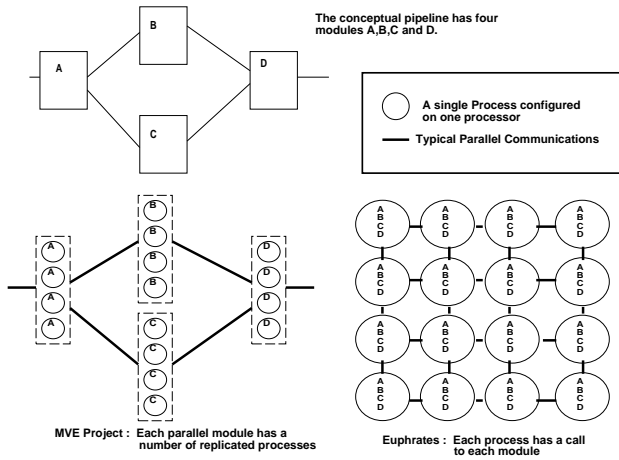 The conceptual pipeline has four
modules A,B,C and D.
B
A
D
C
A single Process configured
on one processor
Typical Parallel Communications
B
B
B
B
A
A
A
A
D
D
D
D
C
C
C
C
MVE Project : Each parallel module has a
number of replicated processes
A
B
C
D
A
B
C
D
A
B
C
D
A
B
C
D
A
B
C
D
A
B
C
D
A
B
C
D
A
B
C
D
A
B
C
D
A
B
C
D
A
B
C
D
A
B
C
D
A
B
C
D
A
B
C
D
A
B
C
D
A
B
C
D
Euphrates : Each process has a call
to each module